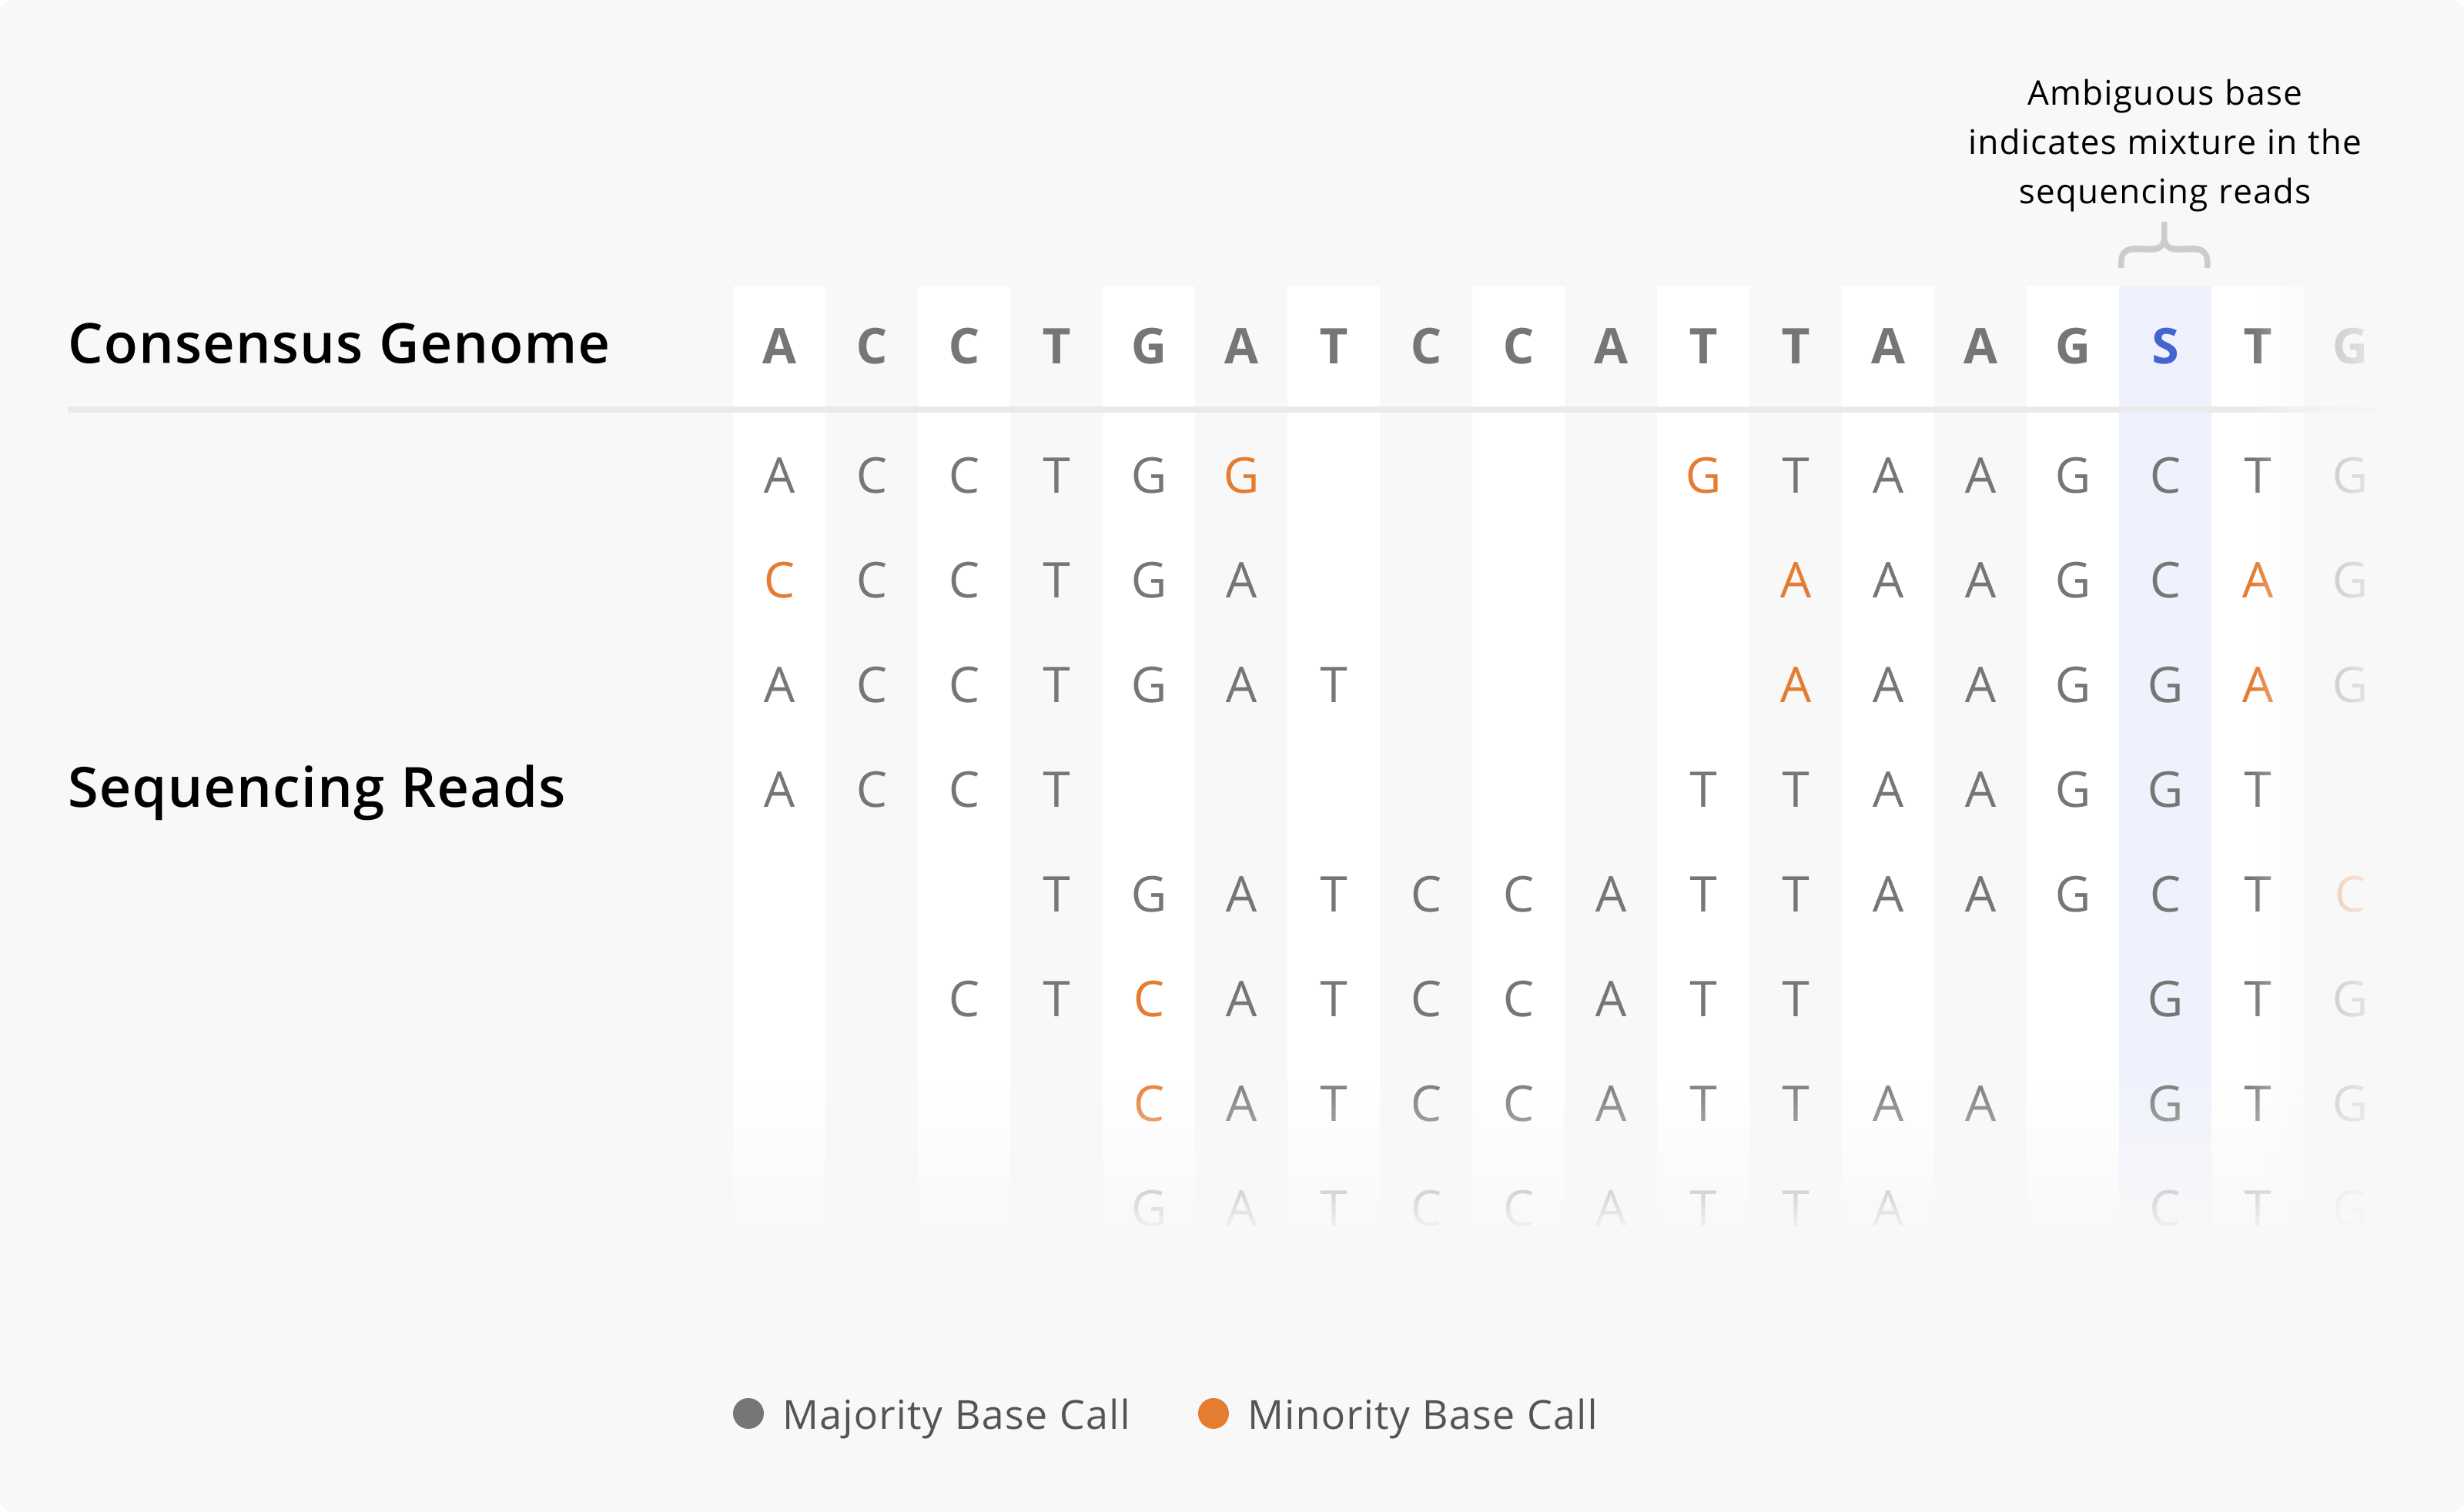 Ambiguous base
indicates mixture in the
sequencing reads
Consensus Genome A C C T G A T C C A T T A A G S T G
A C C T G G G T A A G C T G
C C C T G A A A A G C A G
A C C T G A T A A A G G A G
Sequencing Reads A C C T T T A A G G T
T G A T C C A T T A A G C T C
C T C A T C C A T T G T G
C A T C C A T T A A G T G
G A T C C A T T A C T G
Majority Base Call Minority Base Call